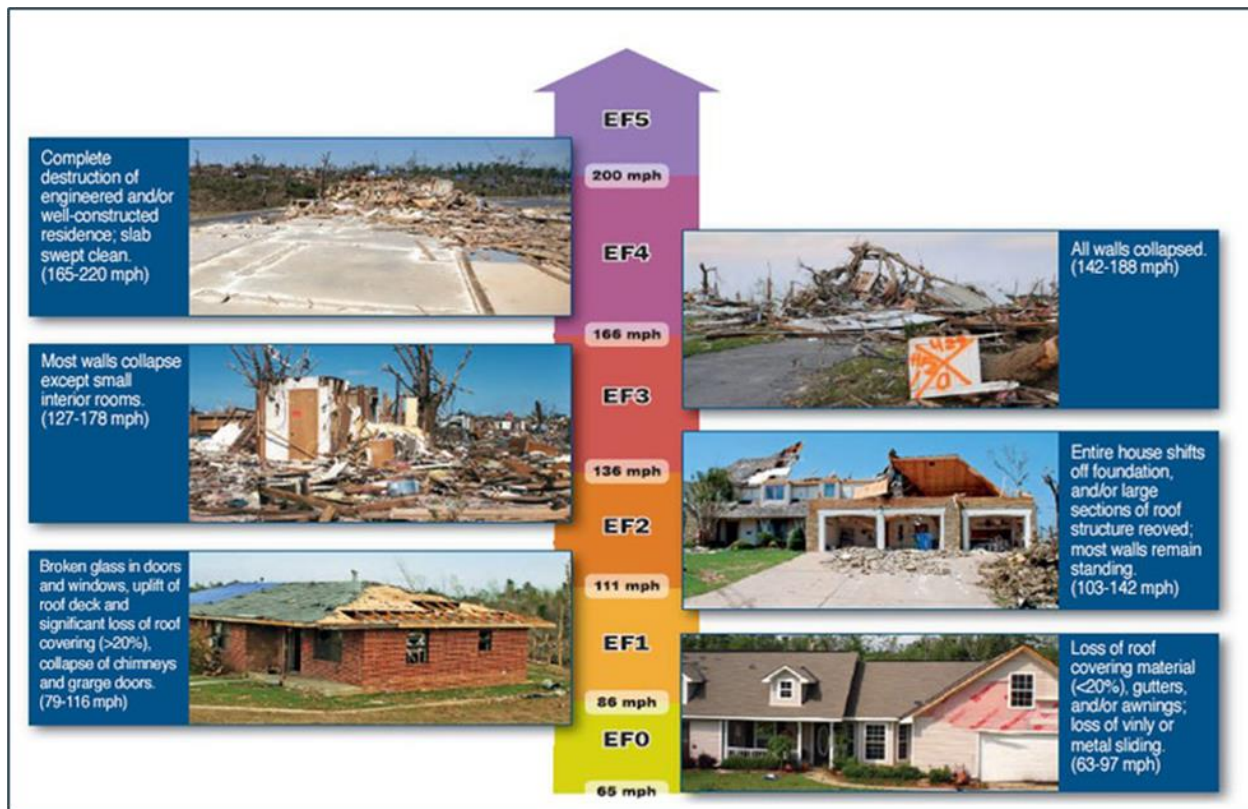 EF5
200 mph
EF4
166 mph
EF3
136 mph
EF2
111 mph
EF1
86 mph
EF0
65 mph
Complete
destruction of
engineered and/or
well-constructed
residence; slab
swept clean.
(165-220 mph)
All walls collapsed.
(142-188 mph)
Most walls collapse
except small
interior rooms.
(127-178 mph)
Entire house shifts
off foundation,
and/or large
sections of roof
structure reoved;
most walls remain
standing.
(103-142 mph)
Broken glass in doors
and windows, uplift of
roof deck and
significant loss of roof
covering (>20%),
collapse of chimneys
and grarge doors.
(79-116 mph)
Loss of roof
covering material
(<20%), gutters,
and/or awnings;
loss of vinly or
metal sliding.
(63-97 mph)